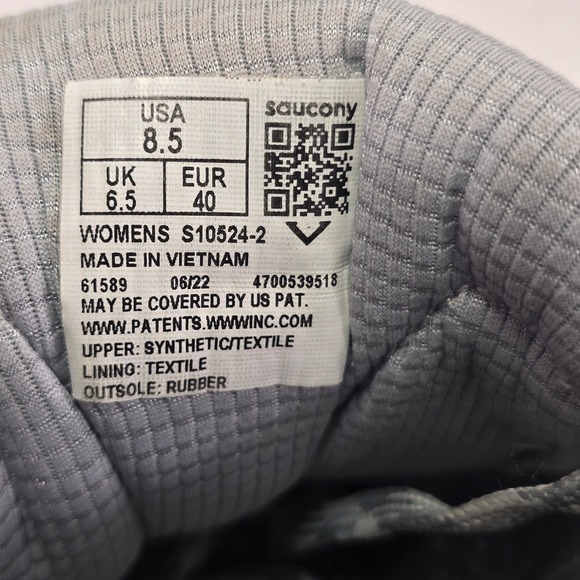 USA
8.5
UK EUR
6.5 40
saucony
WOMENS S10524-2
MADE IN VIETNAM
61589 06/22 4700539518
MAY BE COVERED BY US PAT.
WWW.PATENTS.WWWINC.COM
UPPER: SYNTHETIC/TEXTILE
LINING: TEXTILE
OUTSOLE: RUBBER